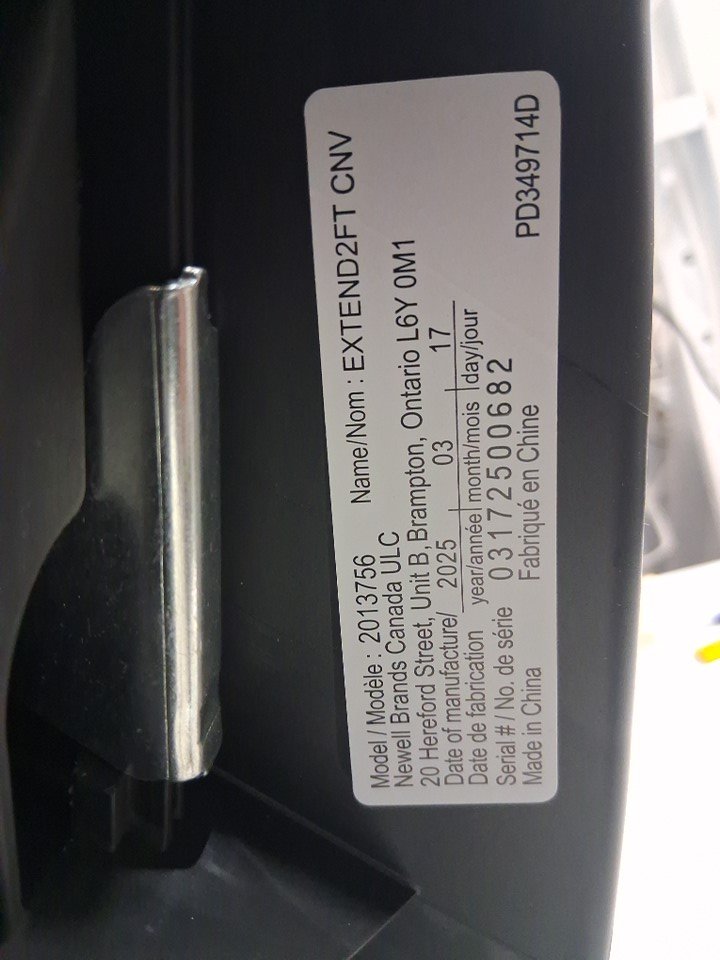 Model / Modèle : 2013756 Name/Nom : EXTEND2FT CNV
Newell Brands Canada ULC
20 Hereford Street, Unit B, Brampton, Ontario L6Y 0M1
Date of manufacture/ 2025 03 17
Date de fabrication year/année month/mois day/jour
Serial # / No. de série 03172500682
Made in China Fabriqué en Chine PD349714D